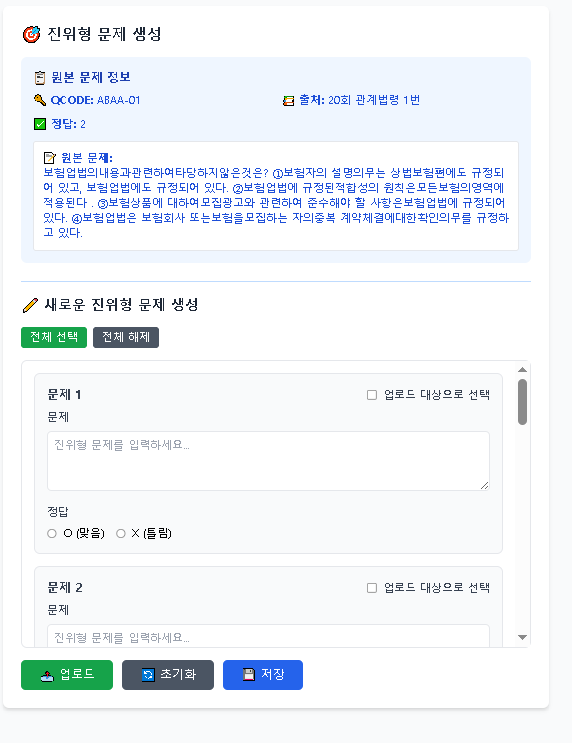 진위형 문제 생성
원본 문제 정보
QCODE: ABAA-01
출처: 20회 관계법령 1번
정답: 2
원본 문제:
보험업법의내용과관련하여타당하지않은것은? ①보험자의 설명의무는 상법보험편에도 규정되
어 있고, 보험업법에도 규정되어 있다. ②보험업법에 규정된적합성의 원칙은모든보험의영역에
적용된다 . ③보험상품에 대하여모집광고와 관련하여 준수해야 할 사항은보험업법에 규정되어
있다. ④보험업법은 보험회사 또는보험을모집하는 자의중복 계약체결에대한확인의무를 규정하
고 있다.
새로운 진위형 문제 생성
전체 선택
전체 해제
문제 1
업로드 대상으로 선택
문제
진위형 문제를 입력하세요...
정답
O (맞음)
X (틀림)
문제 2
업로드 대상으로 선택
문제
진위형 문제를 입력하세요...
업로드
초기화
저장